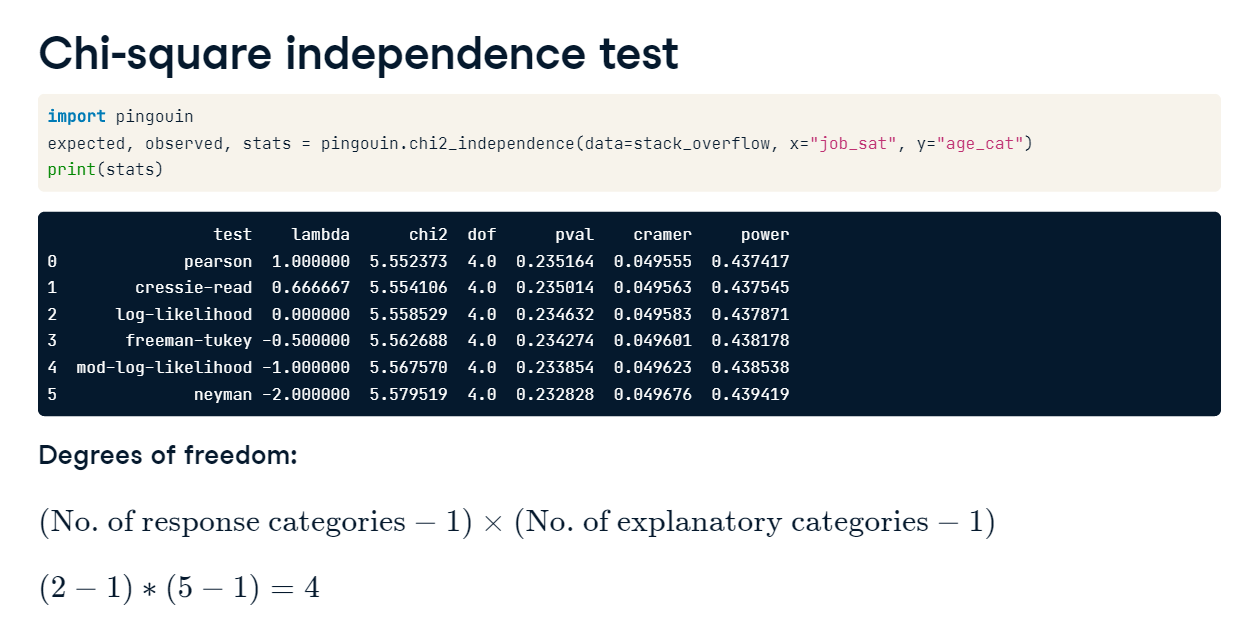 Chi-square independence test
import pingouin
expected, observed, stats = pingouin.chi2_independence(data=stack_overflow, x="job_sat", y="age_cat")
print(stats)
test lambda chi2 dof pval cramer power
0 pearson 1.000000 5.552373 4.0 0.235164 0.049555 0.437417
1 cressie-read 0.666667 5.554106 4.0 0.235014 0.049563 0.437545
2 log-likelihood 0.000000 5.558529 4.0 0.234632 0.049583 0.437871
3 freeman-tukey -0.500000 5.562688 4.0 0.234274 0.049601 0.438178
4 mod-log-likelihood -1.000000 5.567570 4.0 0.233854 0.049623 0.438538
5 neyman -2.000000 5.579519 4.0 0.232828 0.049676 0.439419
Degrees of freedom:
(No. of response categories − 1) × (No. of explanatory categories − 1)
(2 − 1) ∗ (5 − 1) = 4